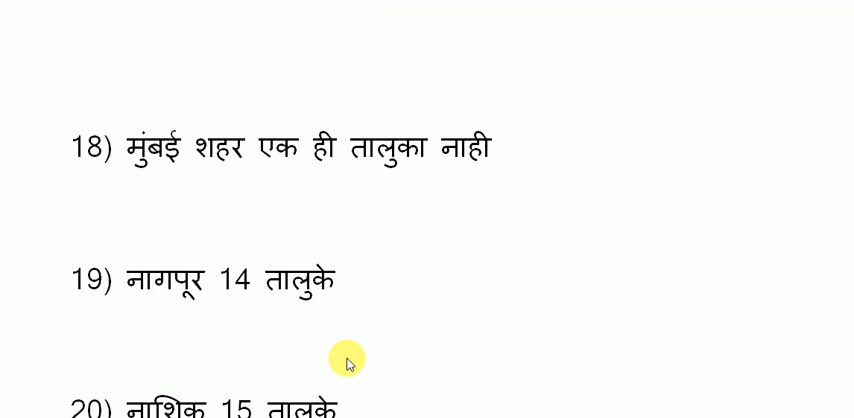 18) मुंबई शहर एक ही तालुका नाही
19) नागपूर 14 तालुके
20) नाशिक 15 तालुके